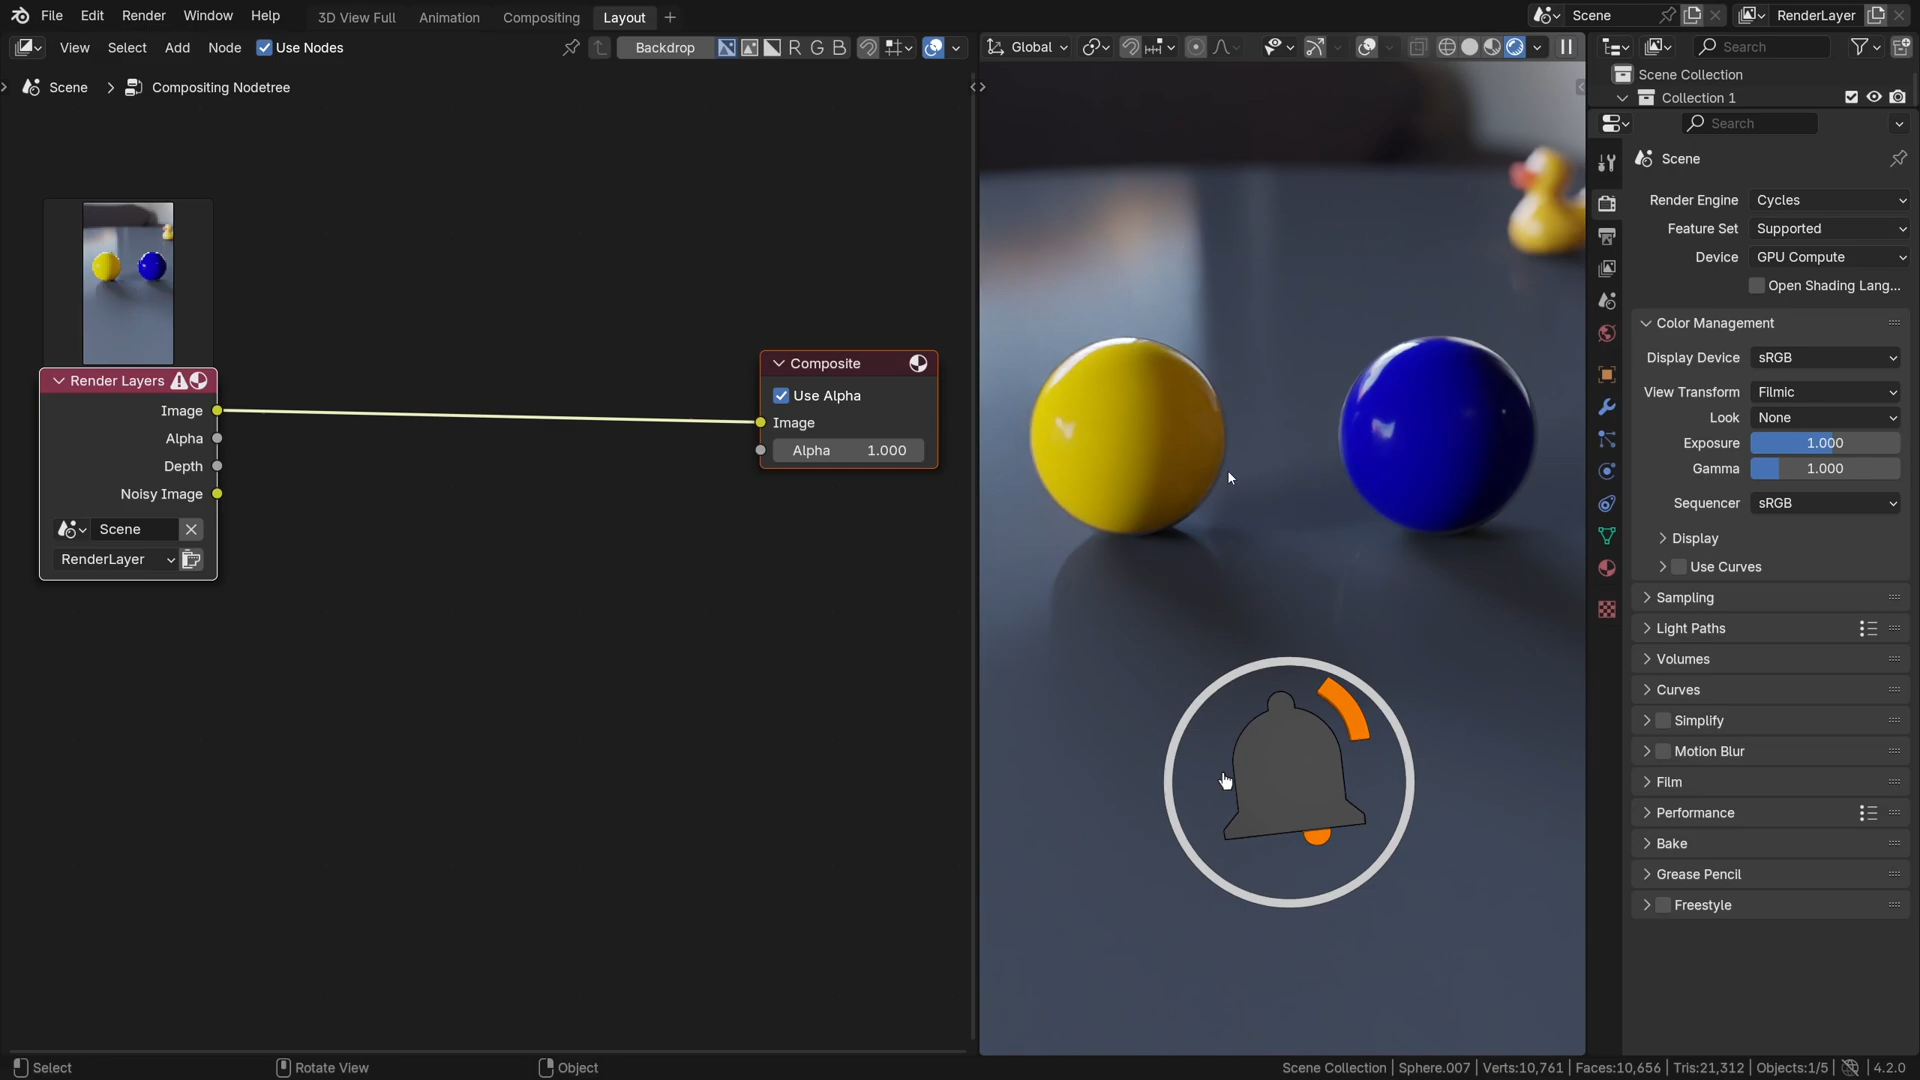 File Edit Render Window Help 3D View Full Animation Compositing Layout Scene RenderLayer
View Select Add Node Use Nodes Backdrop R G B Global Search
Scene Compositing Nodetree
Scene Collection
Collection 1
Search
Scene
Render Engine Cycles
Feature Set Supported
Device GPU Compute
Open Shading Lang...
Color Management
Display Device sRGB
View Transform Filmic
Look None
Exposure 1.000
Gamma 1.000
Sequencer sRGB
Display
Use Curves
Sampling
Light Paths
Volumes
Curves
Simplify
Motion Blur
Film
Performance
Bake
Grease Pencil
Freestyle
Render Layers
Image
Alpha
Depth
Noisy Image
Scene
RenderLayer
Composite
Use Alpha
Image
Alpha 1.000
Select Rotate View Object Scene Collection | Sphere.007 | Verts:10,761 | Faces:10,656 | Tris:21,312 | Objects:1/5 | 4.2.0